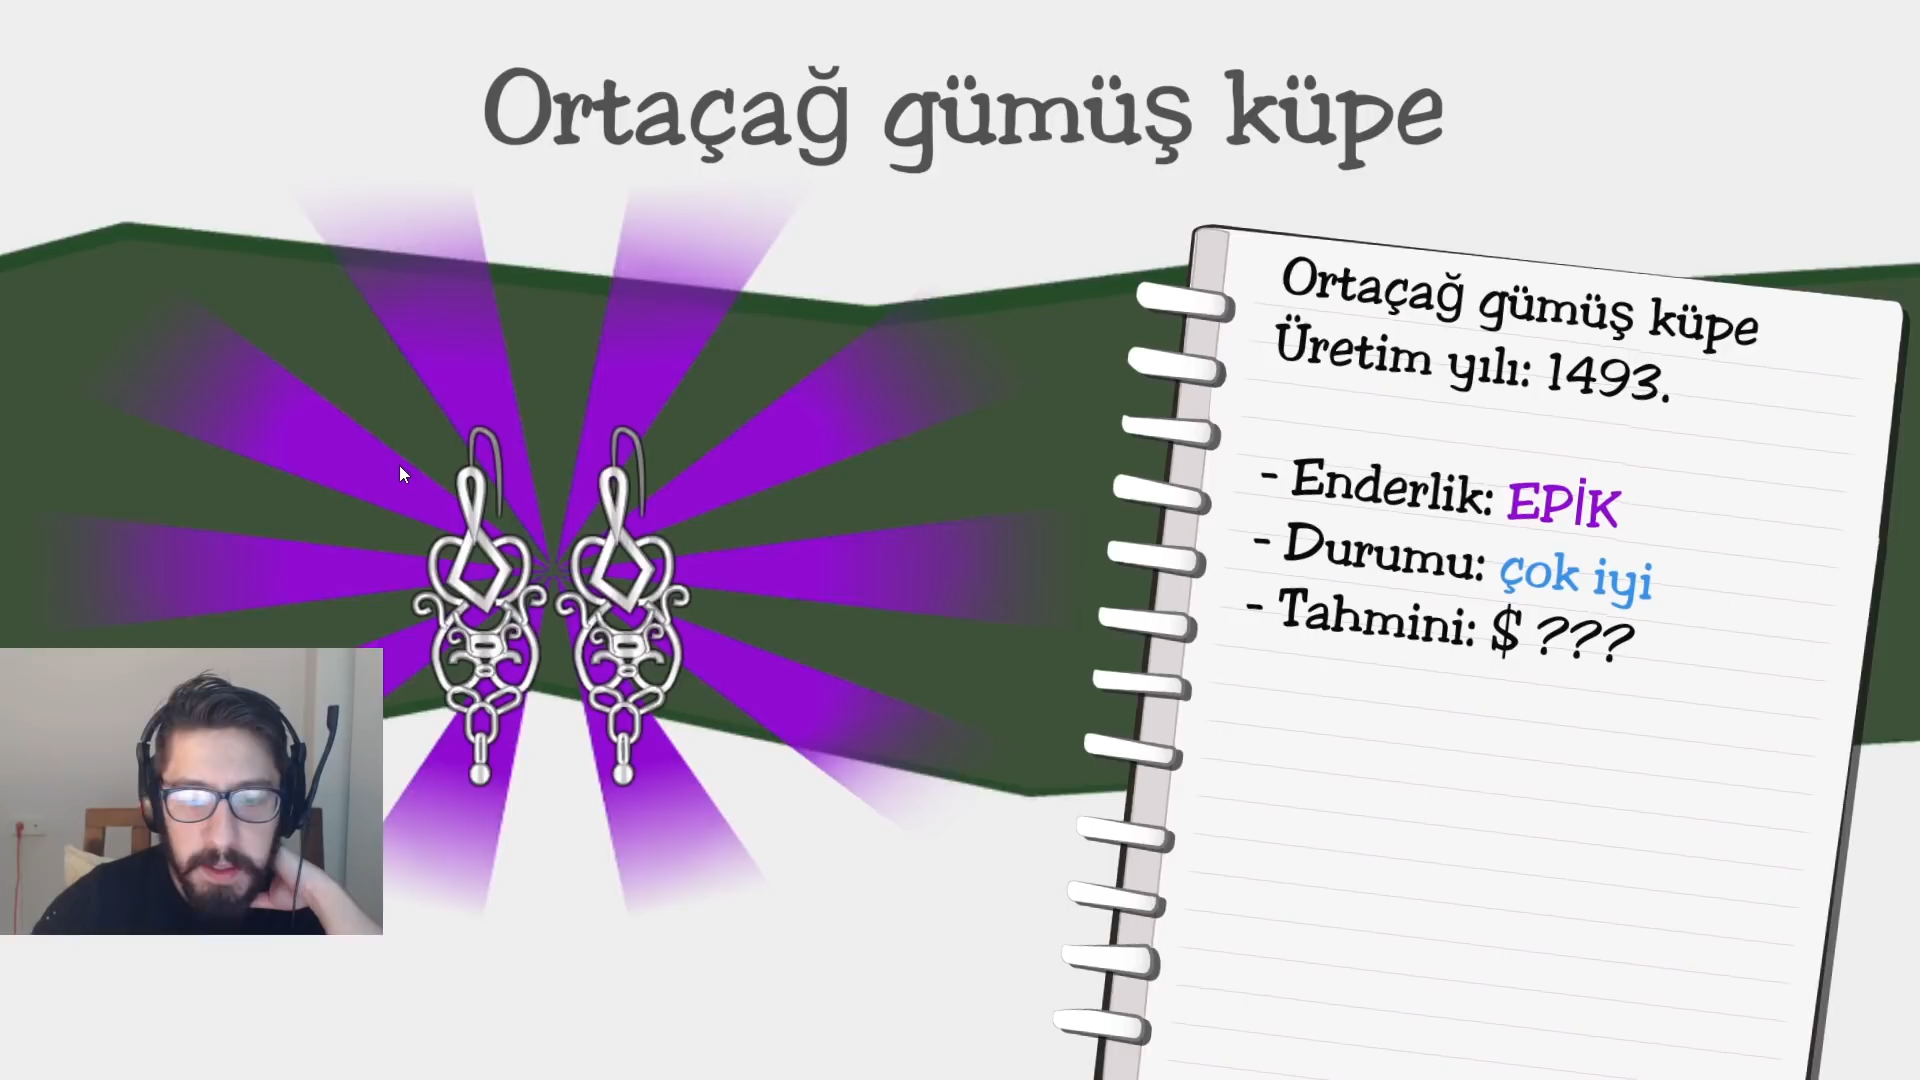 Ortaçağ gümüş küpe
Ortaçağ gümüş küpe
Üretim yılı: 1493.
- Enderlik: EPİK
- Durumu: çok iyi
- Tahmini: $ ???